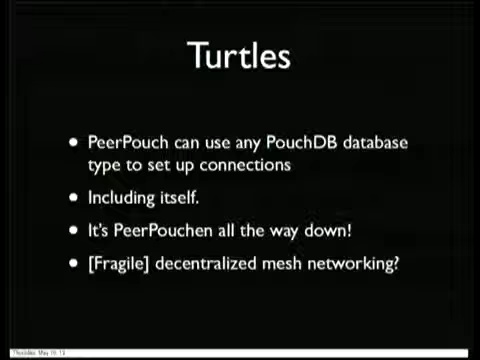 Turtles
• PeerPouch can use any PouchDB database
type to set up connections
• Including itself.
• It's PeerPouchen all the way down!
• [Fragile] decentralized mesh networking?